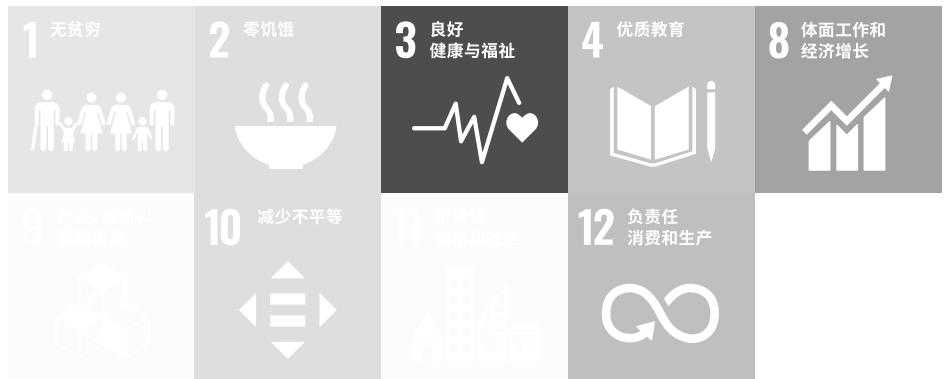 1 无贫穷
2 零饥饿
3 良好
健康与福祉
4 优质教育
8 体面工作和
经济增长
9
10 减少不平等
11
12 负责任
消费和生产